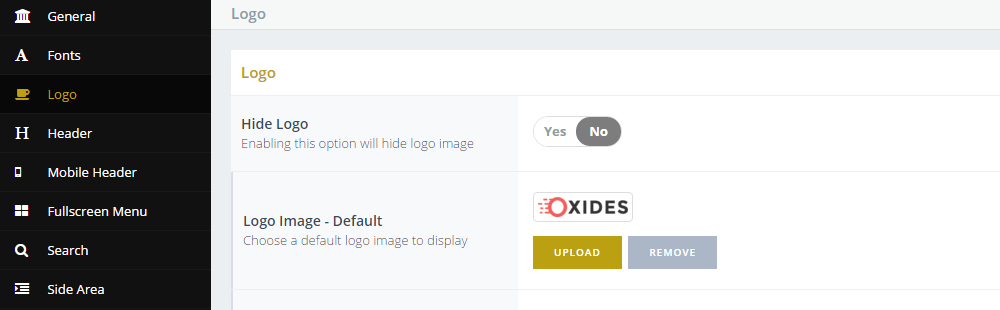 General
Fonts
Logo
Header
Mobile Header
Fullscreen Menu
Search
Side Area
Logo
Logo
Hide Logo
Enabling this option will hide logo image
Yes No
Logo Image - Default
Choose a default logo image to display
OXIDES
UPLOAD REMOVE